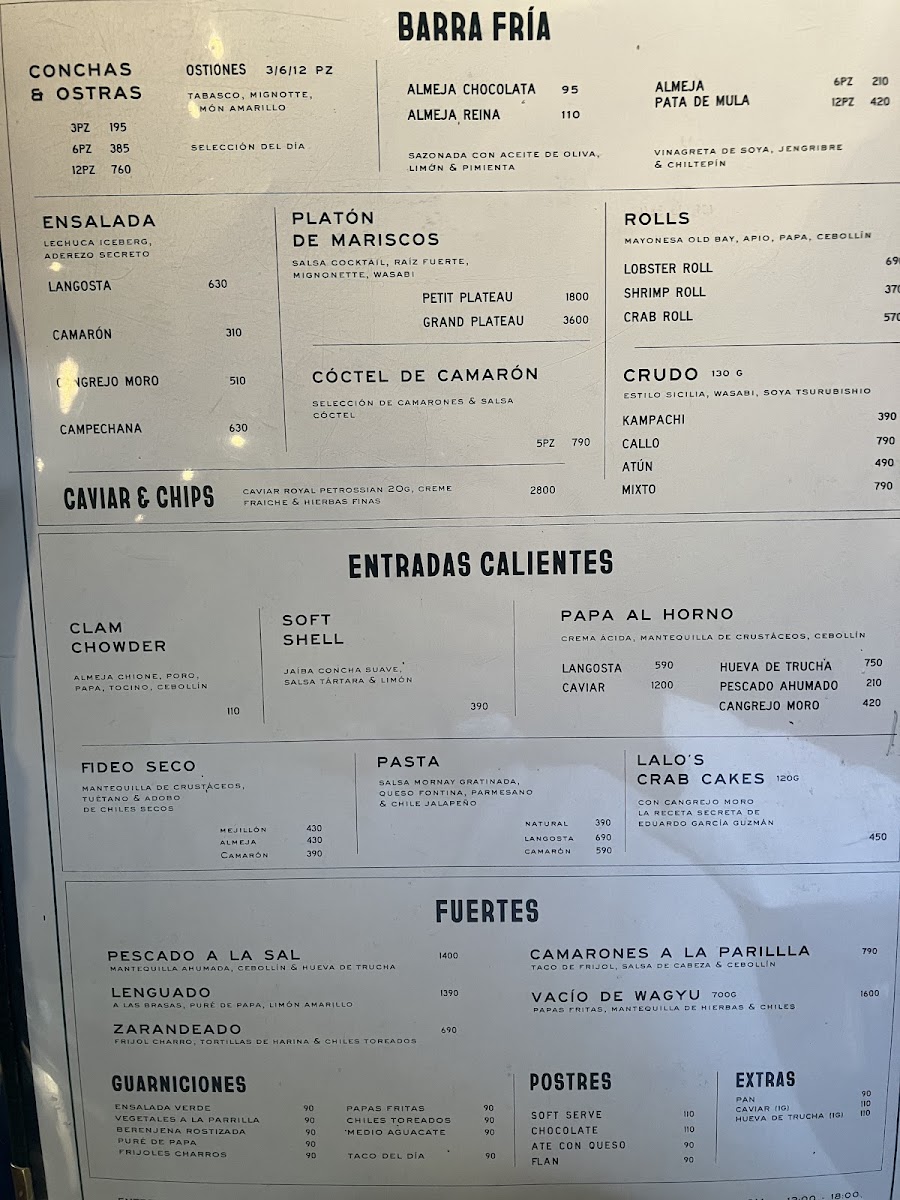 BARRA FRÍA
CONCHAS
& OSTRAS
3PZ 195
6PZ 385
12PZ 760
OSTIONES 3/6/12 PZ
TABASCO, MIGNOTTE,
AMARILLO
SELECCIÓN DEL DÍA
ALMEJA CHOCOLATA 95
ALMEJA REINA 110
SAZONADA CON ACEITE DE OLIVA,
LIMÓN & PIMIENTA
ALMEJA
PATA DE MULA
6PZ 210
12PZ 420
VINAGRETA DE SOYA, JENGRIBRE
& CHILTEPÍN
ENSALADA
LECHUCA ICEBERG,
ADEREZO SECRETO
LANGOSTA 630
CAMARÓN 310
CANGREJO MORO 510
CAMPECHANA 630
PLATÓN
DE MARISCOS
SALSA COCKTAIL, RAÍZ FUERTE,
MIGNONETTE, WASABI
PETIT PLATEAU 1800
GRAND PLATEAU 3600
CÓCTEL DE CAMARÓN
SELECCIÓN DE CAMARONES & SALSA
CÓCTEL
5PZ 790
ROLLS
MAYONESA OLD BAY, APIO, PAPA, CEBOLLÍN
LOBSTER ROLL 690
SHRIMP ROLL 370
CRAB ROLL 570
CRUDO 130 G
ESTILO SICILIA, WASABI, SOYA TSURUBISHIO
KAMPACHI 390
CALLO 790
ATÚN 490
MIXTO 790
CAVIAR & CHIPS
CAVIAR ROYAL PETROSSIAN 20G, CREME
FRAICHE & HIERBAS FINAS
2800
ENTRADAS CALIENTES
CLAM
CHOWDER
ALMEJA CHIONE, PORO,
PAPA, TOCINO, CEBOLLÍN
110
SOFT
SHELL
JAIBA CONCHA SUAVE,
SALSA TÁRTARA & LIMÓN
390
PAPA AL HORNO
CREMA ÁCIDA, MANTEQUILLA DE CRUSTÁCEOS, CEBOLLÍN
LANGOSTA 590
CAVIAR 1200
HUEVA DE TRUCHA 750
PESCADO AHUMADO 210
CANGREJO MORO 420
FIDEO SECO
MANTEQUILLA DE CRUSTÁCEOS,
TUÉTANO & ADOBO
DE CHILES SECOS
MEJILLÓN 430
ALMEJA 430
CAMARÓN 390
PASTA
SALSA MORNAY GRATINADA,
QUESO FONTINA, PARMESANO
& CHILE JALAPEÑO
NATURAL 390
LANGOSTA 690
CAMARÓN 590
LALO'S
CRAB CAKES 120G
CON CANGREJO MORO
LA RECETA SECRETA DE
EDUARDO GARCÍA GUZMÁN
450
FUERTES
PESCADO A LA SAL 1400
MANTEQUILLA AHUMADA, CEBOLLÍN & HUEVA DE TRUCHA
LENGUADO 1390
A LAS BRASAS, PURÉ DE PAPA, LIMÓN AMARILLO
ZARANDEADO 690
FRIJOL CHARRO, TORTILLAS DE HARINA & CHILES TOREADOS
CAMARONES A LA PARILLLA 790
TACO DE FRIJOL, SALSA DE CABEZA & CEBOLLÍN
VACÍO DE WAGYU 700G 1600
PAPAS FRITAS, MANTEQUILLA DE HIERBAS & CHILES
GUARNICIONES
ENSALADA VERDE 90
VEGETALES A LA PARRILLA 90
BERENJENA ROSTIZADA 90
PURÉ DE PAPA 90
FRIJOLES CHARROS 90
PAPAS FRITAS 90
CHILES TOREADOS 90
MEDIO AGUACATE 90
TACO DEL DÍA 90
POSTRES
SOFT SERVE 110
CHOCOLATE 110
ATE CON QUESO 90
FLAN 90
EXTRAS
PAN 90
CAVIAR (1G) 110
HUEVA DE TRUCHA (1G) 110
13:00 - 18:00.